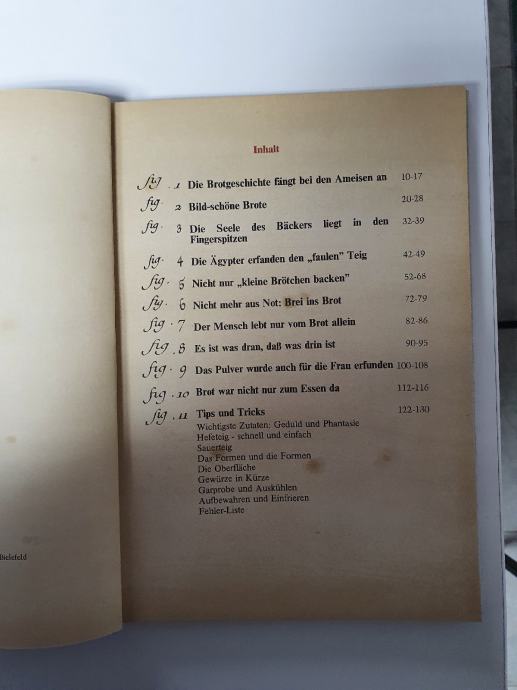 Inhalt
fig. 1 Die Brotgeschichte fängt bei den Ameisen an 10-17
fig. 2 Bild-schöne Brote 20-28
fig. 3 Die Seele des Bäckers liegt in den 32-39
Fingerspitzen
fig. 4 Die Ägypter erfanden den „faulen” Teig 42-49
fig. 5 Nicht nur „kleine Brötchen backen” 52-68
fig. 6 Nicht mehr aus Not: Brei ins Brot 72-79
fig. 7 Der Mensch lebt nur vom Brot allein 82-86
fig. 8 Es ist was dran, daß was drin ist 90-95
fig. 9 Das Pulver wurde auch für die Frau erfunden 100-108
fig. 10 Brot war nicht nur zum Essen da 112-116
fig. 11 Tips und Tricks 122-130
Wichtigste Zutaten: Geduld und Phantasie
Hefeteig - schnell und einfach
Sauerteig
Das Formen und die Formen
Die Oberfläche
Gewürze in Kürze
Garprobe und Auskühlen
Aufbewahren und Einfrieren
Fehler-Liste
Bielefeld